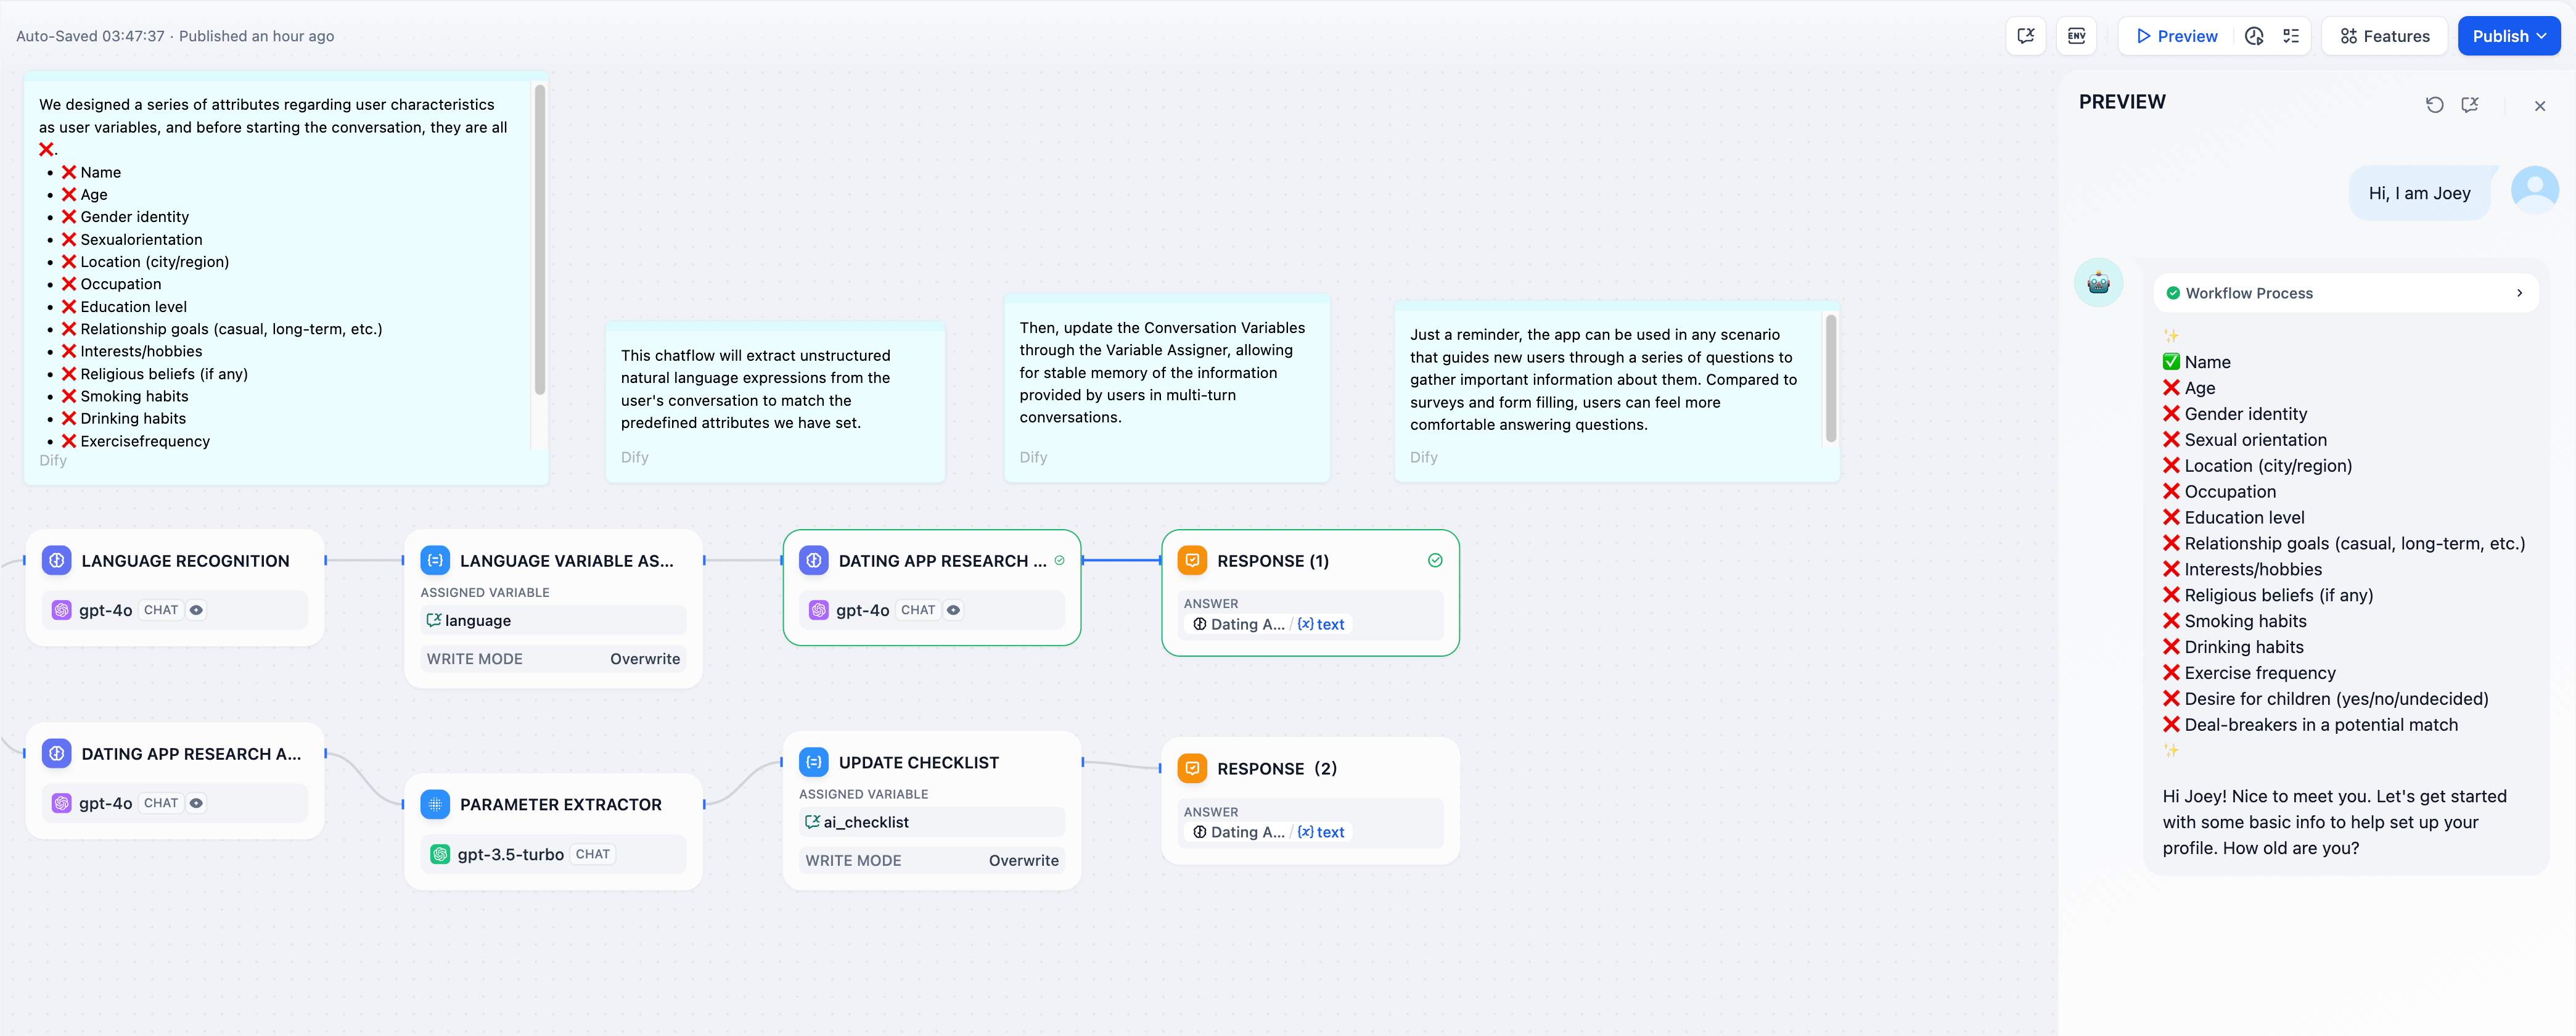 Auto-Saved 03:47:37 · Published an hour ago
ENV
Preview
Features
Publish
We designed a series of attributes regarding user characteristics
as user variables, and before starting the conversation, they are all
❌.
• ❌ Name
• ❌ Age
• ❌ Gender identity
• ❌ Sexualorientation
• ❌ Location (city/region)
• ❌ Occupation
• ❌ Education level
• ❌ Relationship goals (casual, long-term, etc.)
• ❌ Interests/hobbies
• ❌ Religious beliefs (if any)
• ❌ Smoking habits
• ❌ Drinking habits
• ❌ Exercisefrequency
Dify
This chatflow will extract unstructured
natural language expressions from the
user's conversation to match the
predefined attributes we have set.
Dify
Then, update the Conversation Variables
through the Variable Assigner, allowing
for stable memory of the information
provided by users in multi-turn
conversations.
Dify
Just a reminder, the app can be used in any scenario
that guides new users through a series of questions to
gather important information about them. Compared to
surveys and form filling, users can feel more
comfortable answering questions.
Dify
LANGUAGE RECOGNITION
gpt-4o CHAT
LANGUAGE VARIABLE AS...
ASSIGNED VARIABLE
language
WRITE MODE Overwrite
DATING APP RESEARCH ...
gpt-4o CHAT
RESPONSE (1)
ANSWER
Dating A... / {x} text
DATING APP RESEARCH A...
gpt-4o CHAT
PARAMETER EXTRACTOR
gpt-3.5-turbo CHAT
UPDATE CHECKLIST
ASSIGNED VARIABLE
ai_checklist
WRITE MODE Overwrite
RESPONSE (2)
ANSWER
Dating A... / {x} text
PREVIEW
Hi, I am Joey
Workflow Process
✨
✅ Name
❌ Age
❌ Gender identity
❌ Sexual orientation
❌ Location (city/region)
❌ Occupation
❌ Education level
❌ Relationship goals (casual, long-term, etc.)
❌ Interests/hobbies
❌ Religious beliefs (if any)
❌ Smoking habits
❌ Drinking habits
❌ Exercise frequency
❌ Desire for children (yes/no/undecided)
❌ Deal-breakers in a potential match
✨
Hi Joey! Nice to meet you. Let's get started
with some basic info to help set up your
profile. How old are you?